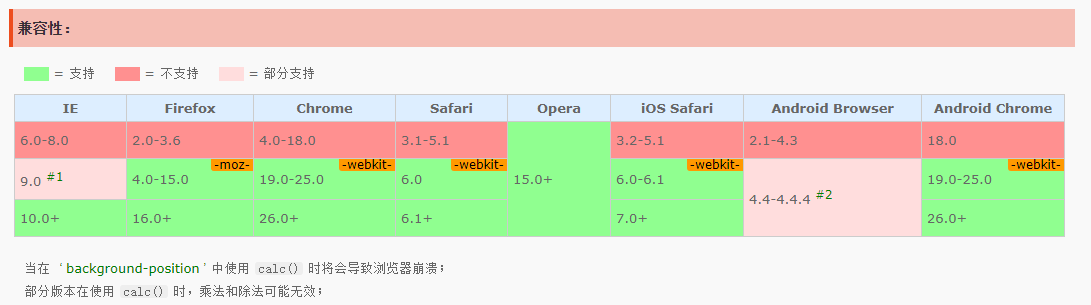 兼容性：
= 支持 = 不支持 = 部分支持
IE Firefox Chrome Safari Opera iOS Safari Android Browser Android Chrome
6.0-8.0 2.0-3.6 4.0-18.0 3.1-5.1 15.0+ 3.2-5.1 2.1-4.3 18.0
9.0 #1 4.0-15.0 -moz- 19.0-25.0 -webkit- 6.0 -webkit- 6.0-6.1 -webkit- 4.4-4.4.4 #2 19.0-25.0 -webkit-
10.0+ 16.0+ 26.0+ 6.1+ 7.0+ 26.0+
当在 ‘background-position’中使用 calc() 时将会导致浏览器崩溃；
部分版本在使用 calc() 时，乘法和除法可能无效；